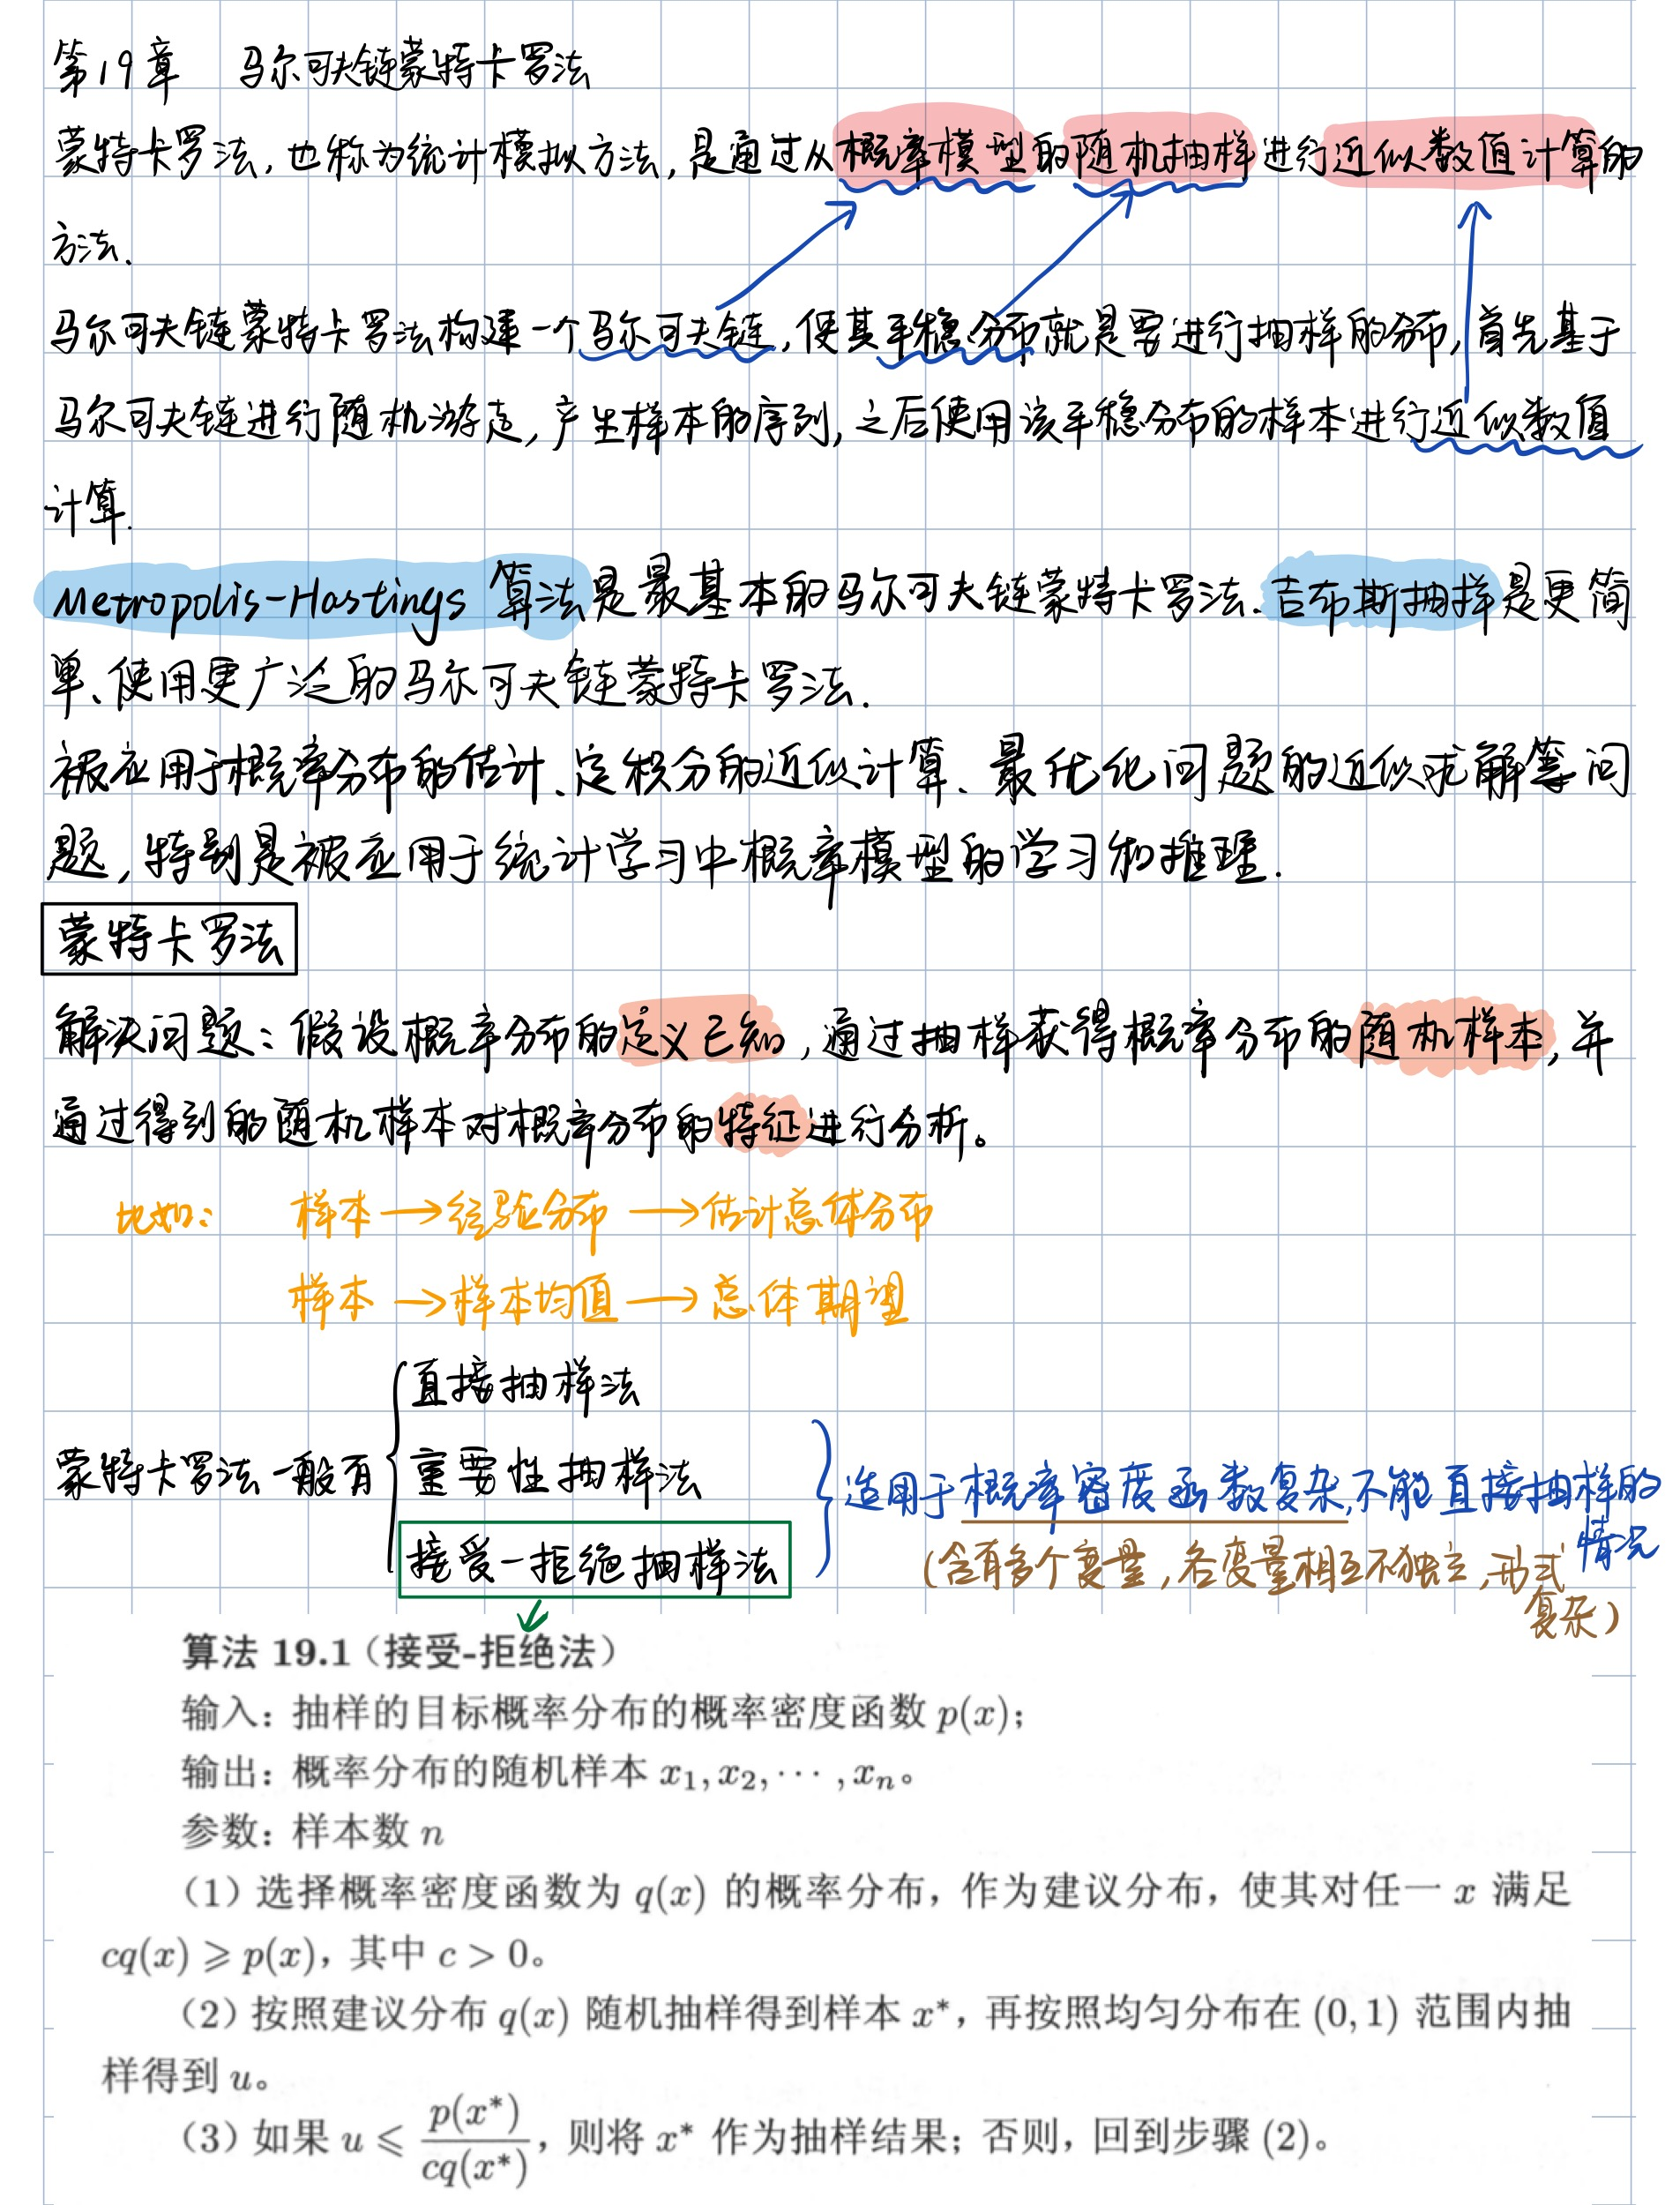 第19章 马尔可夫链蒙特卡罗法
蒙特卡罗法，也称为统计模拟方法，是通过从概率模型的随机抽样进行近似数值计算的
方法.
马尔可夫链蒙特卡罗法构建一个马尔可夫链，使其平稳分布就是要进行抽样的分布，首先基于
马尔可夫链进行随机游走，产生样本的序列，之后使用该平稳分布的样本进行近似数值
计算.
Metropolis-Hastings 算法是最基本的马尔可夫链蒙特卡罗法.吉布斯抽样是更简
单、使用更广泛的马尔可夫链蒙特卡罗法.
被应用于概率分布的估计、定积分的近似计算、最优化问题的近似求解等问
题，特别是被应用于统计学习中概率模型的学习和推理.
蒙特卡罗法
解决问题：假设概率分布的定义已知，通过抽样获得概率分布的随机样本，并
通过得到的随机样本对概率分布的特征进行分析。
比如： 样本→经验分布→估计总体分布
样本→样本均值→总体期望
直接抽样法
蒙特卡罗法一般有
重要性抽样法
接受-拒绝抽样法
适用于概率密度函数复杂，不能直接抽样的
情况
（含有多个变量，各变量相互不独立，形式
复杂）
算法 19.1（接受-拒绝法）
输入：抽样的目标概率分布的概率密度函数 p(x)；
输出：概率分布的随机样本 x₁, x₂, ⋯ , xₙ。
参数：样本数 n
（1）选择概率密度函数为 q(x) 的概率分布，作为建议分布，使其对任一 x 满足
cq(x) ⩾ p(x)，其中 c > 0。
（2）按照建议分布 q(x) 随机抽样得到样本 x*，再按照均匀分布在 (0, 1) 范围内抽
样得到 u。
（3）如果 u ⩽ p(x*)/cq(x*)，则将 x* 作为抽样结果；否则，回到步骤 (2)。